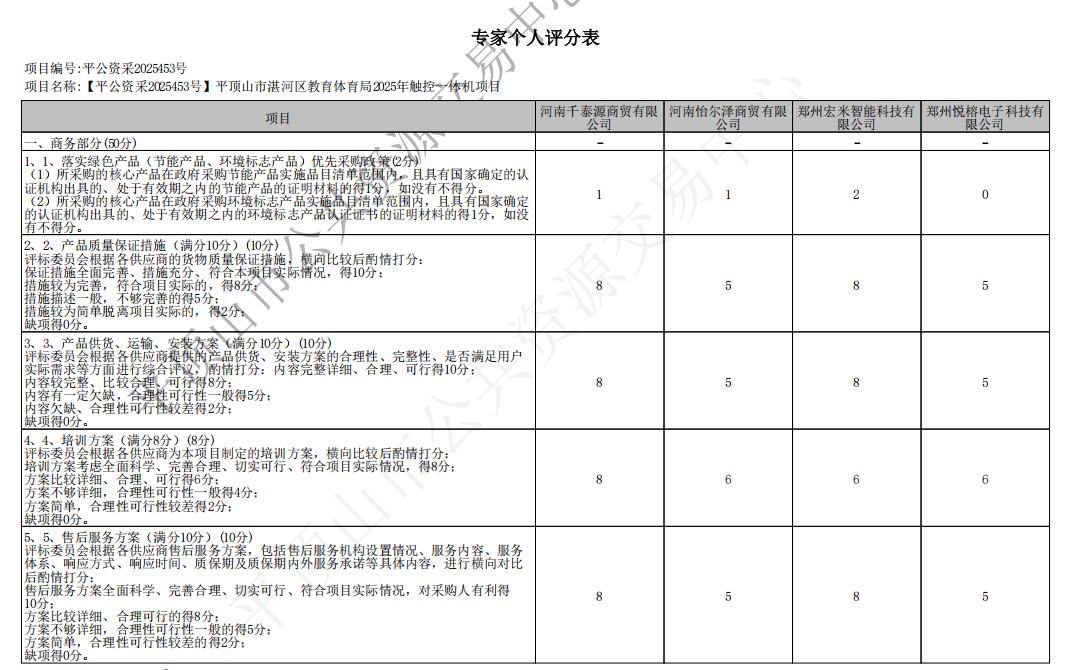 专家个人评分表
项目编号:平公资采2025453号
项目名称:【平公资采2025453号】平顶山市湛河区教育体育局2025年触控一体机项目
项目
河南千泰源商贸有限公司
河南怡尔泽商贸有限公司
郑州宏米智能科技有限公司
郑州悦榕电子科技有限公司
一、商务部分(50分)
- - - -
1、1、落实绿色产品（节能产品、环境标志产品）优先采购政策(2分)
（1）所采购的核心产品在政府采购节能产品实施品目清单范围内，且具有国家确定的认
证机构出具的、处于有效期之内的节能产品的证明材料的得1分，如没有不得分。
（2）所采购的核心产品在政府采购环境标志产品实施品目清单范围内，且具有国家确定
的认证机构出具的、处于有效期之内的环境标志产品认证证书的证明材料的得1分，如没
有不得分。
1 1 2 0
2、2、产品质量保证措施（满分10分）(10分)
评标委员会根据各供应商的货物质量保证措施，横向比较后酌情打分:
保证措施全面完善、措施充分、符合本项目实际情况，得10分；
措施较为完善，符合项目实际的，得8分；
措施描述一般，不够完善的得5分；
措施较为简单脱离项目实际的，得2分；
缺项得0分。
8 5 8 5
3、3、产品供货、运输、安装方案（满分10分）(10分)
评标委员会根据各供应商提供的产品供货、安装方案的合理性、完整性、是否满足用户
实际需求等方面进行综合评议，酌情打分: 内容完整详细、合理、可行得10分；
内容较完整、比较合理、可行得8分；
内容有一定欠缺，合理性可行性一般得5分；
内容欠缺、合理性可行性较差得2分；
缺项得0分。
8 5 8 5
4、4、培训方案（满分8分）(8分)
评标委员会根据各供应商为本项目制定的培训方案，横向比较后酌情打分:
培训方案考虑全面科学、完善合理、切实可行、符合项目实际情况，得8分；
方案比较详细、合理、可行得6分；
方案不够详细，合理性可行性一般得4分；
方案简单，合理性可行性较差得2分；
缺项得0分。
8 6 6 6
5、5、售后服务方案（满分10分）(10分)
评标委员会根据各供应商售后服务方案，包括售后服务机构设置情况、服务内容、服务
体系、响应方式、响应时间、质保期及质保期内外服务承诺等具体内容，进行横向对比
后酌情打分:
售后服务方案全面科学、完善合理、切实可行、符合项目实际情况，对采购人有利得
10分；
方案比较详细、合理可行的得8分；
方案不够详细，合理性可行性一般的得5分；
方案简单，合理性可行性较差的得2分；
缺项得0分。
8 5 8 5
平顶山市公共资源交易中心
平顶山市公共资源交易中心